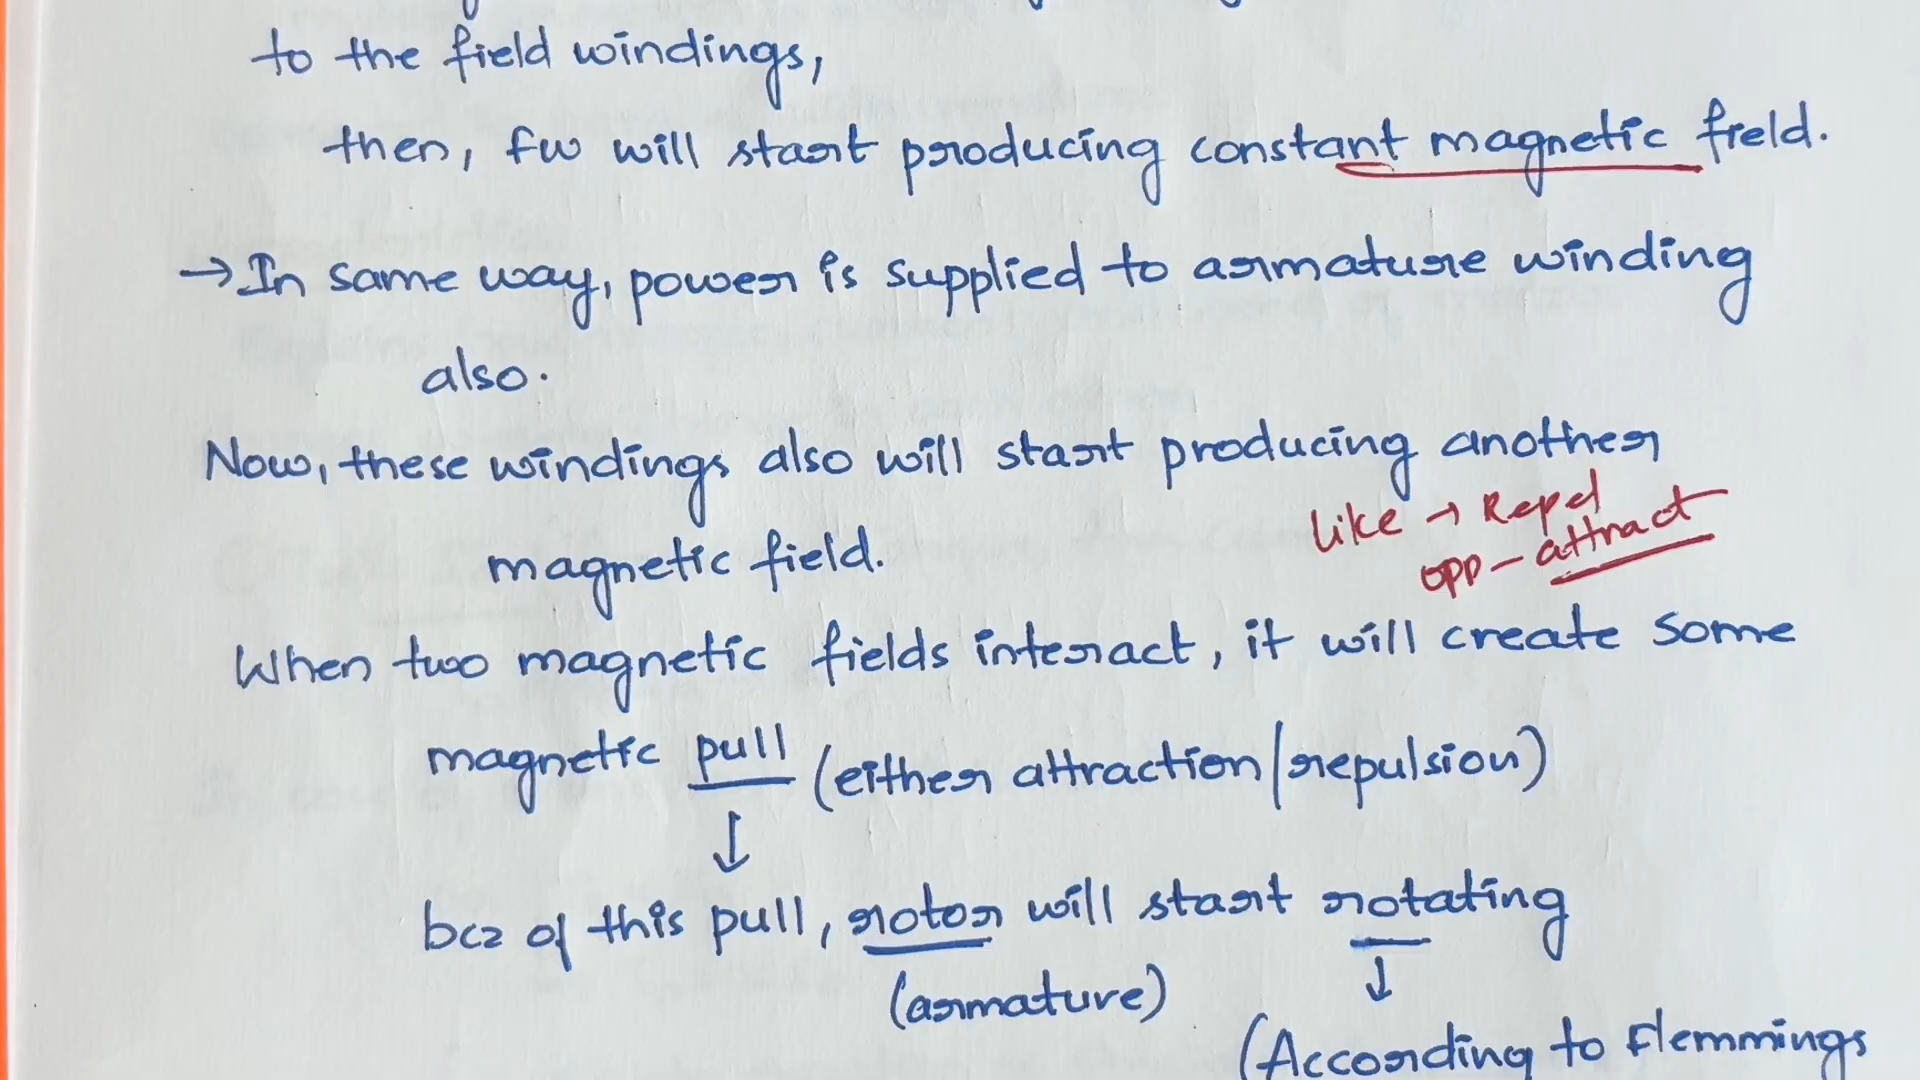 to the field windings,
then, fw will start producing constant magnetic field.
→ In same way, power is supplied to armature winding
also.
Now, these windings also will start producing another
like → Repel
magnetic field.
opp - attract
When two magnetic fields interact, it will create some
magnetic pull (either attraction/repulsion)
↓
bcz of this pull, rotor will start rotating
(armature)
↓
(According to Flemmings